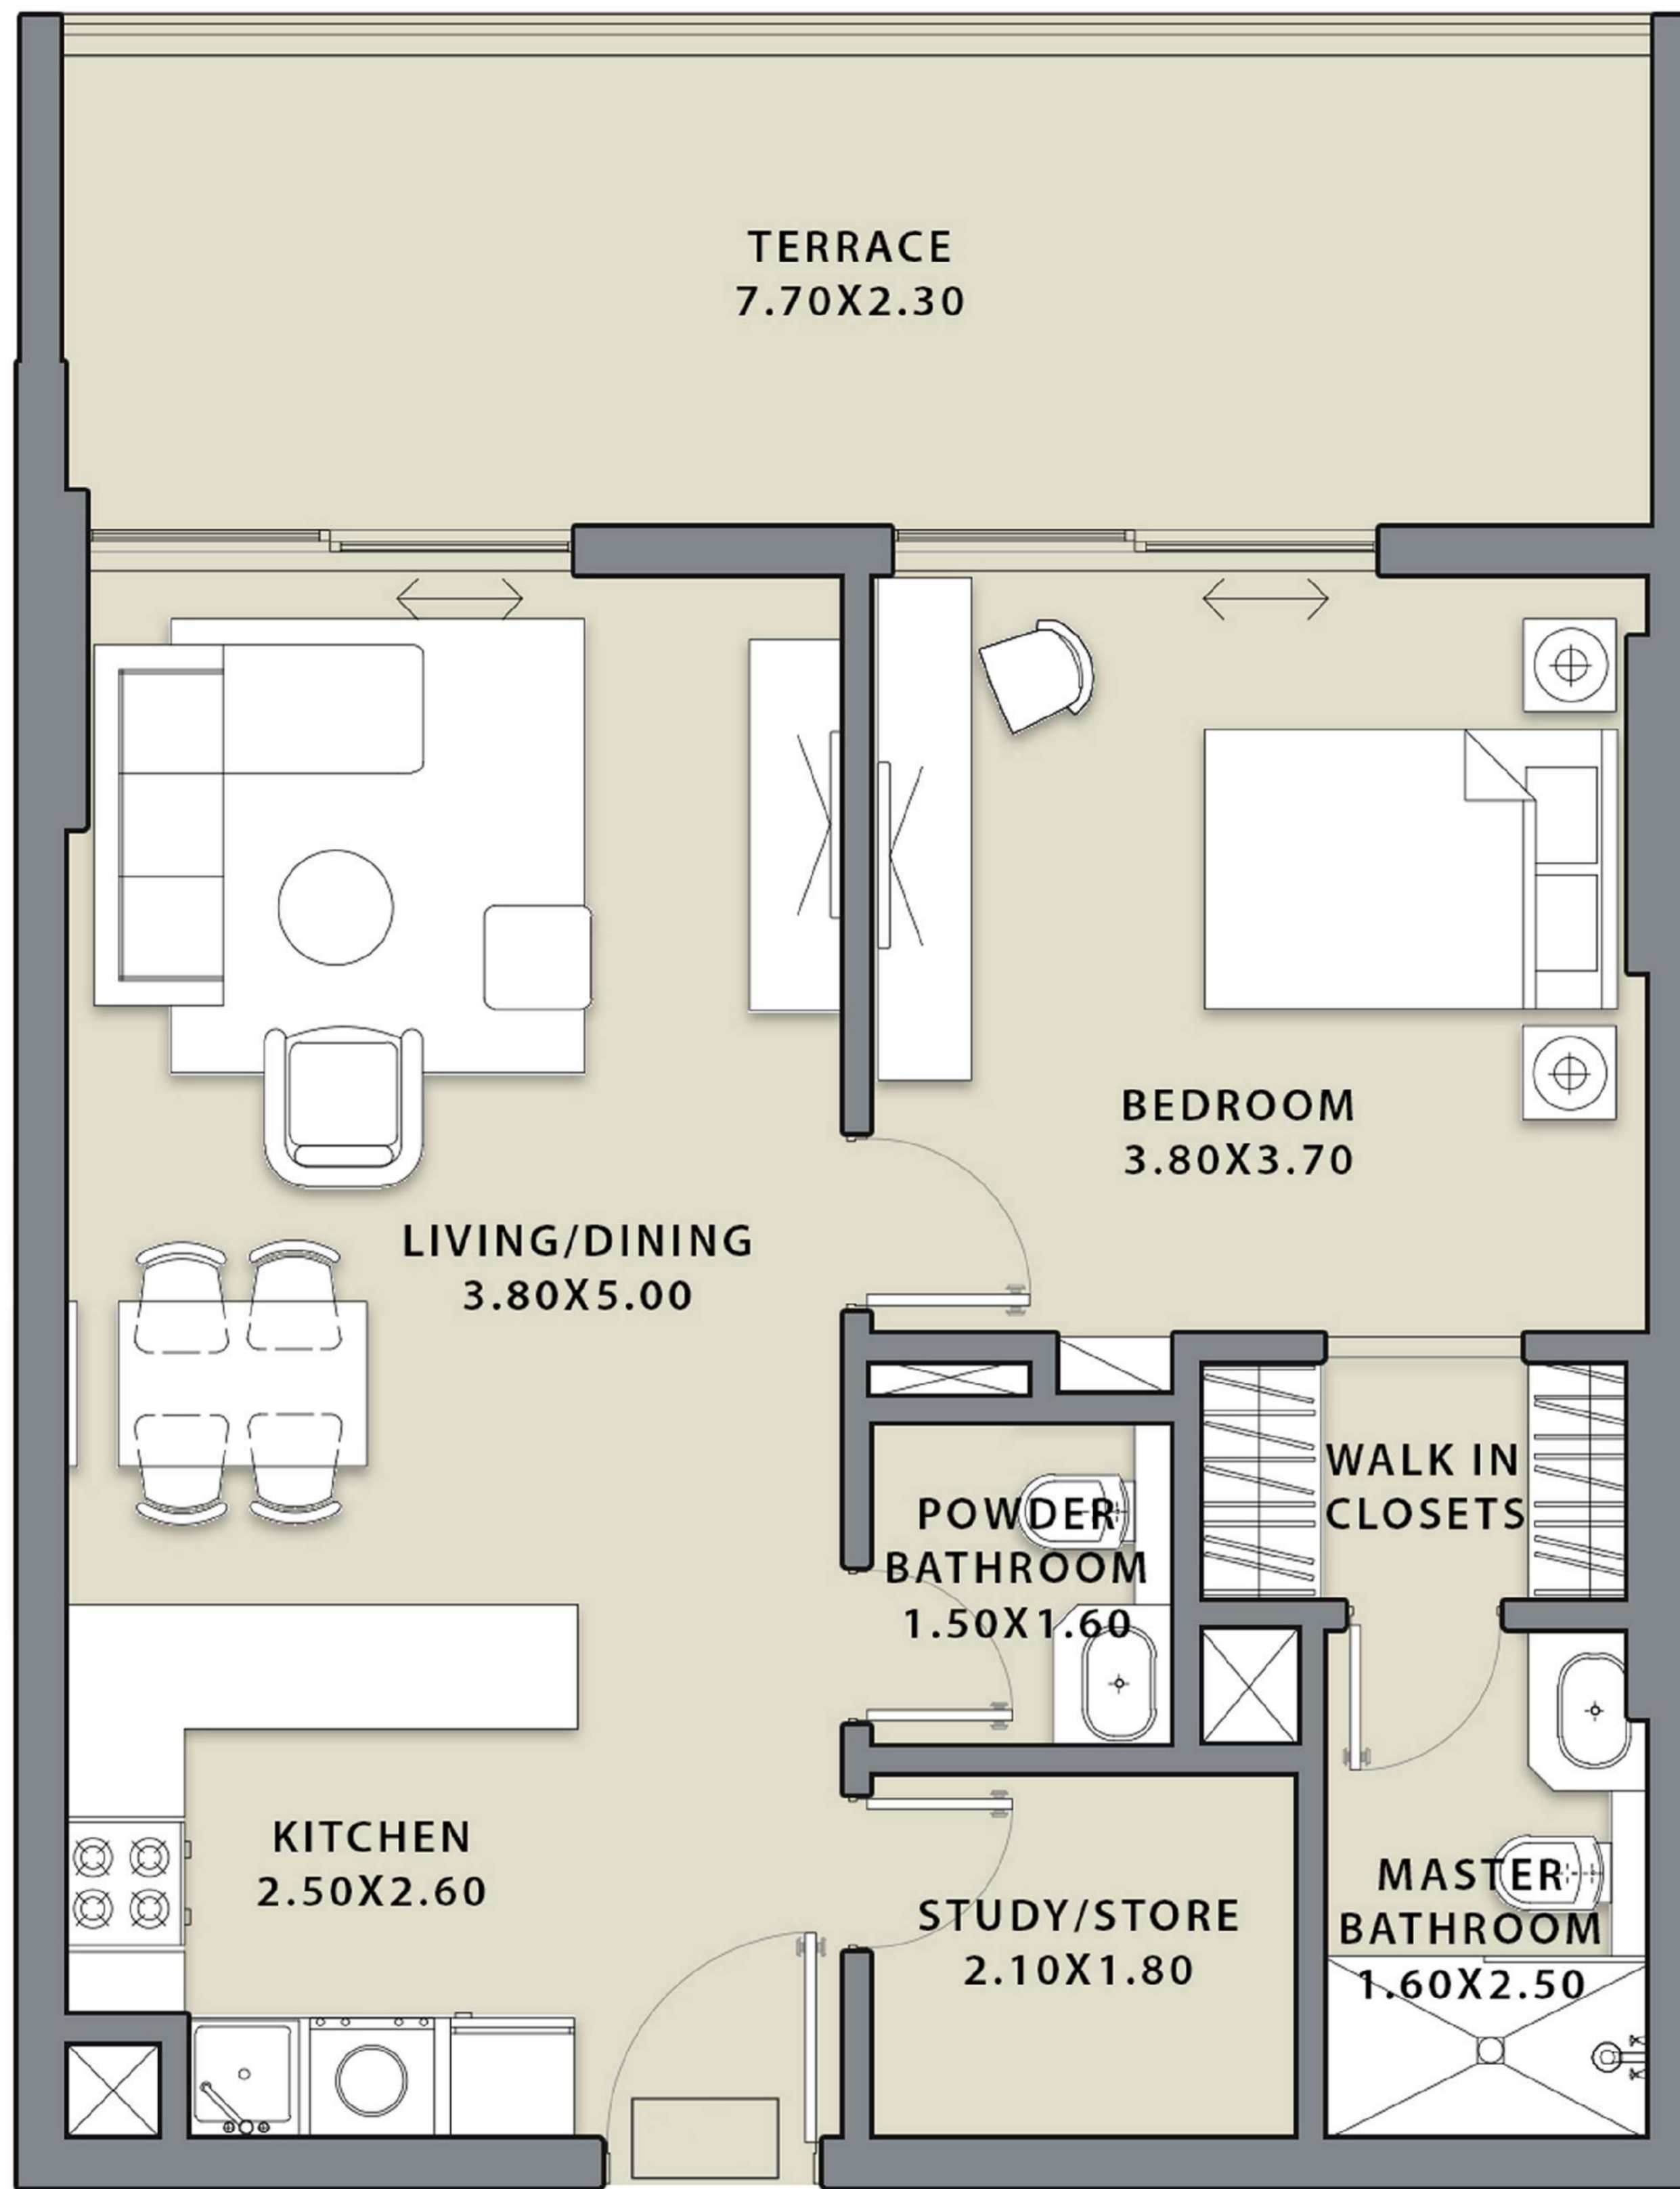 TERRACE
7.70X2.30
BEDROOM
3.80X3.70
LIVING/DINING
3.80X5.00
WALK IN
CLOSETS
POWDER
BATHROOM
1.50X1.60
KITCHEN
2.50X2.60
STUDY/STORE
2.10X1.80
MASTER
BATHROOM
1.60X2.50